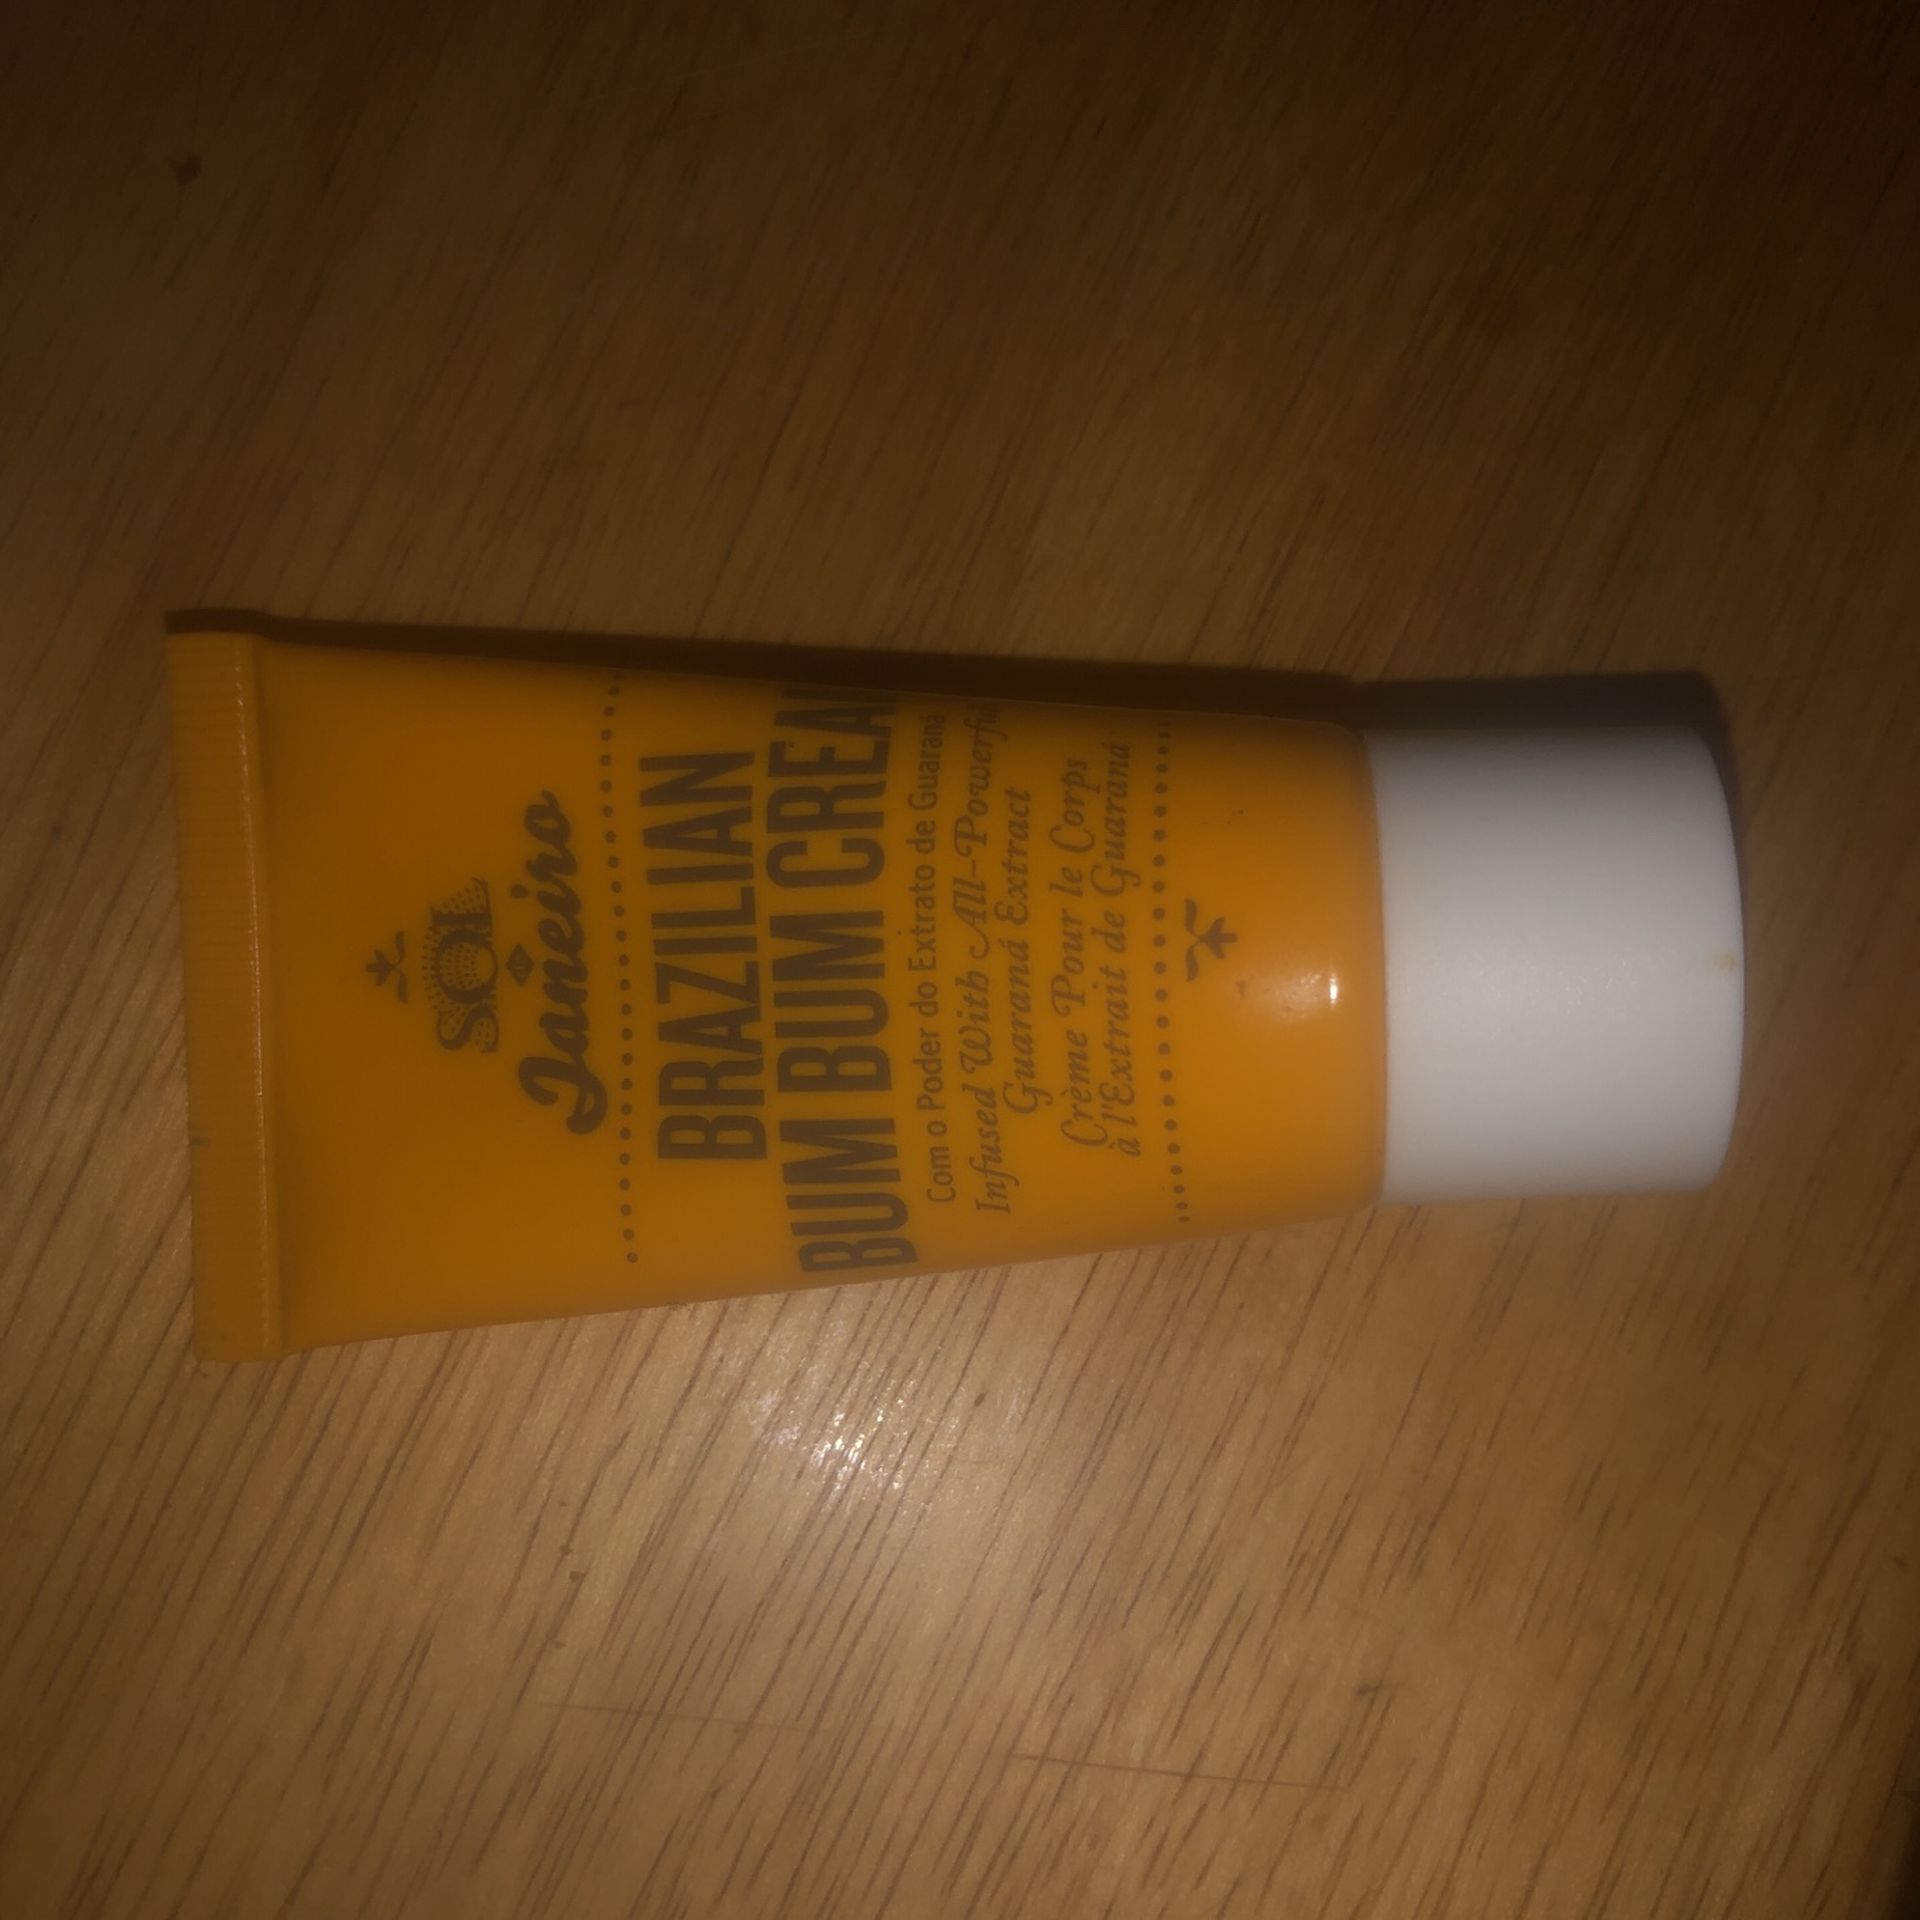 SOL
de
Janeiro
BRAZILIAN
BUM BUM CREAM
Com o Poder do Extrato de Guaraná
Infused With All-Powerful
Guaraná Extract
Crème Pour le Corps
à l'Extrait de Guaraná